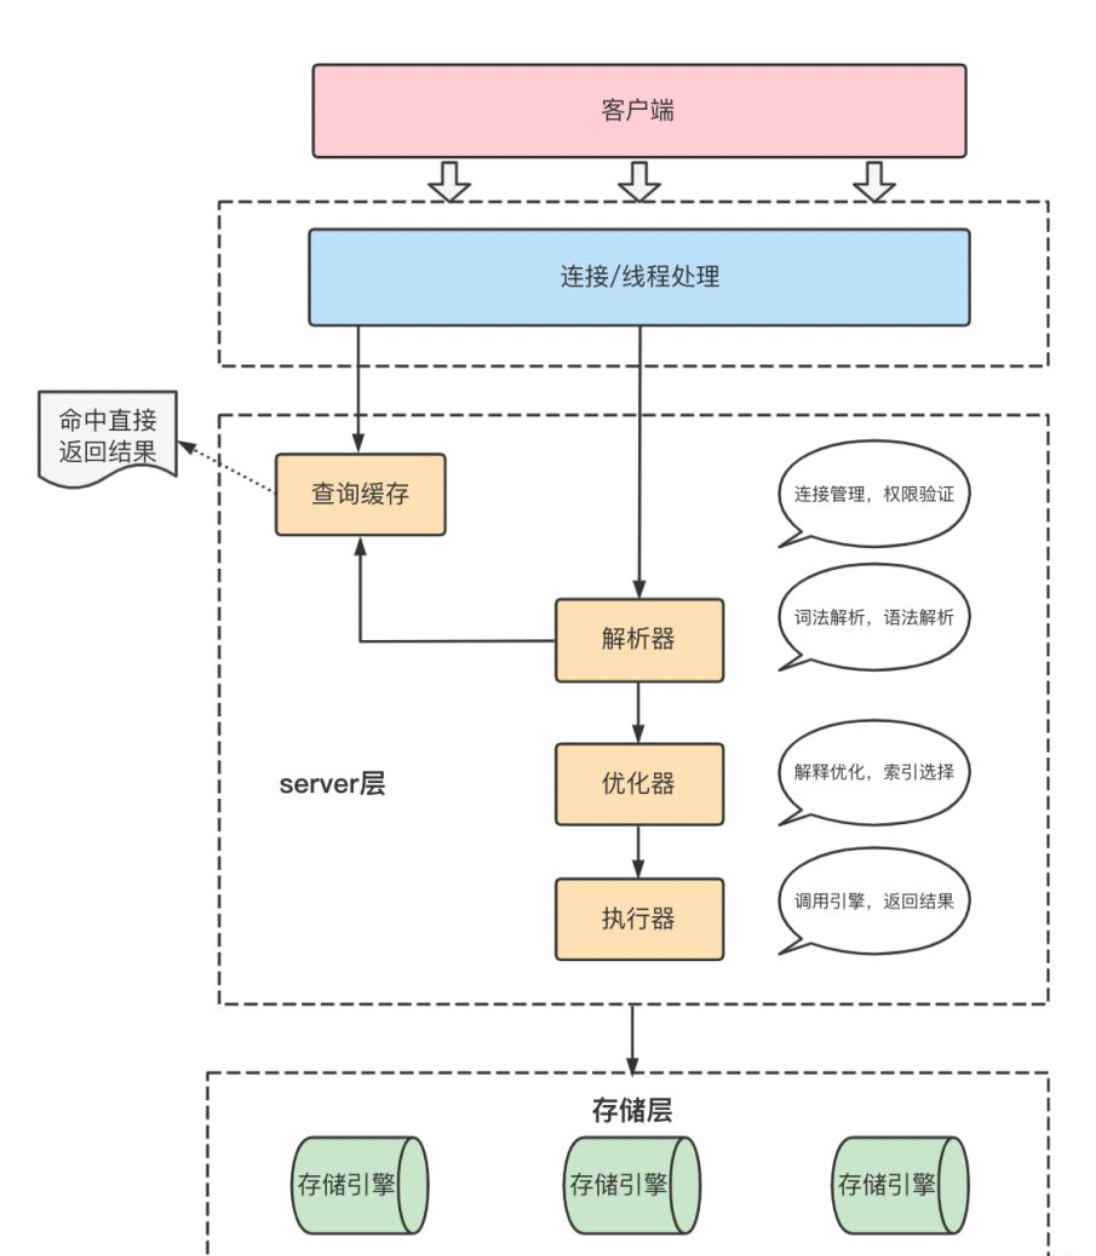 客户端
连接/线程处理
命中直接
返回结果
查询缓存
连接管理，权限验证
词法解析，语法解析
解析器
server层
优化器
解释优化，索引选择
执行器
调用引擎，返回结果
存储层
存储引擎
存储引擎
存储引擎